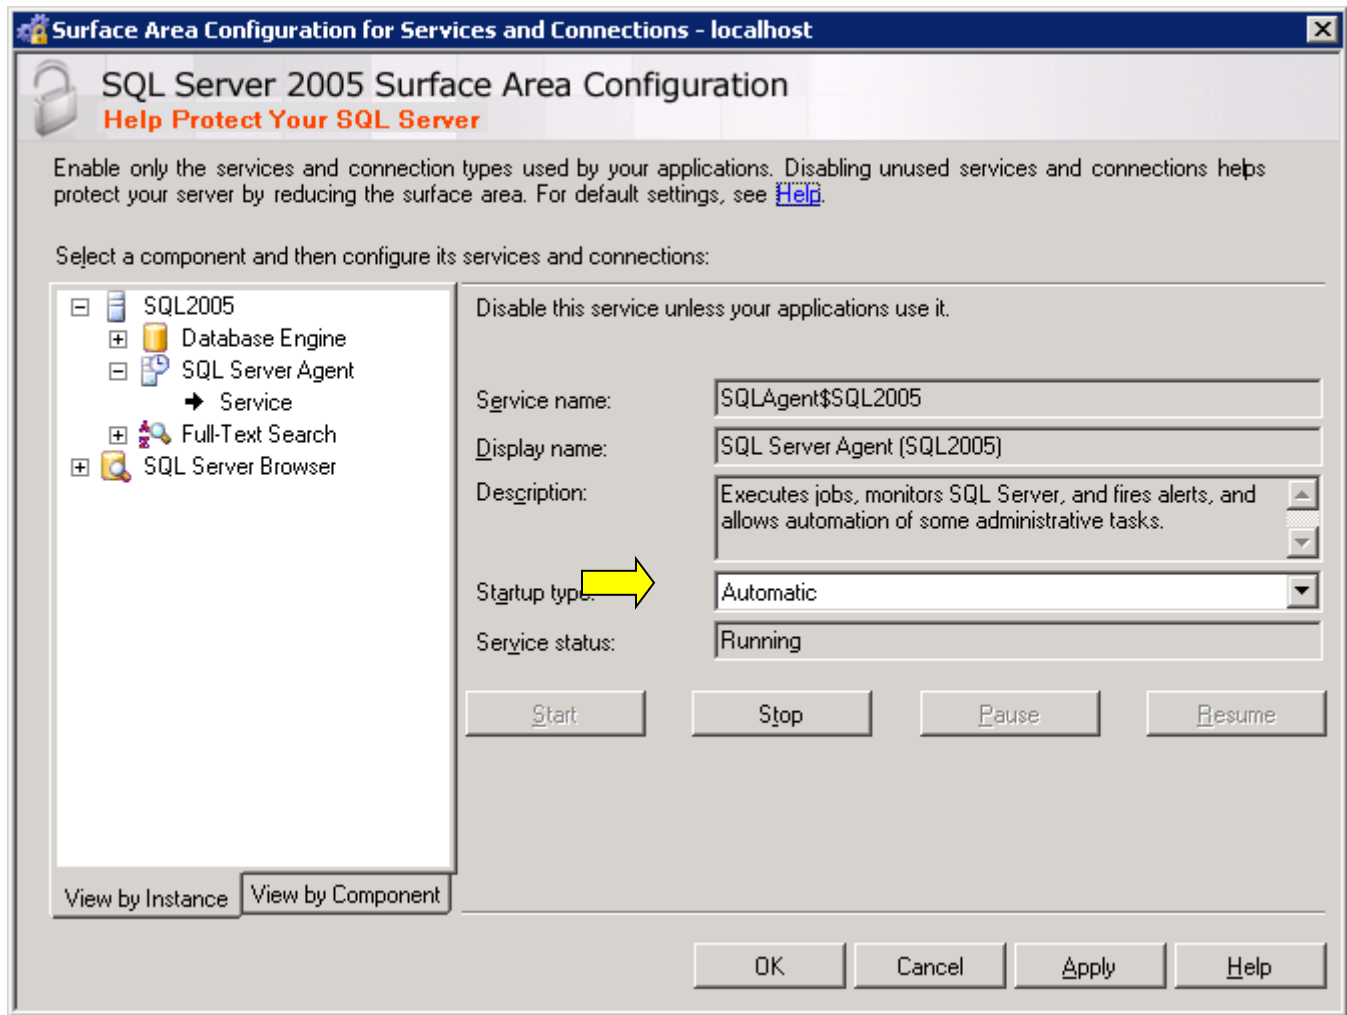 Surface Area Configuration for Services and Connections - localhost
SQL Server 2005 Surface Area Configuration
Help Protect Your SQL Server
Enable only the services and connection types used by your applications. Disabling unused services and connections helps
protect your server by reducing the surface area. For default settings, see Help.
Select a component and then configure its services and connections:
SQL2005
Database Engine
SQL Server Agent
Service
Full-Text Search
SQL Server Browser
View by Instance
View by Component
Disable this service unless your applications use it.
Service name:
SQLAgent$SQL2005
Display name:
SQL Server Agent (SQL2005)
Description:
Executes jobs, monitors SQL Server, and fires alerts, and
allows automation of some administrative tasks.
Startup type:
Automatic
Service status:
Running
Start
Stop
Pause
Resume
OK
Cancel
Apply
Help